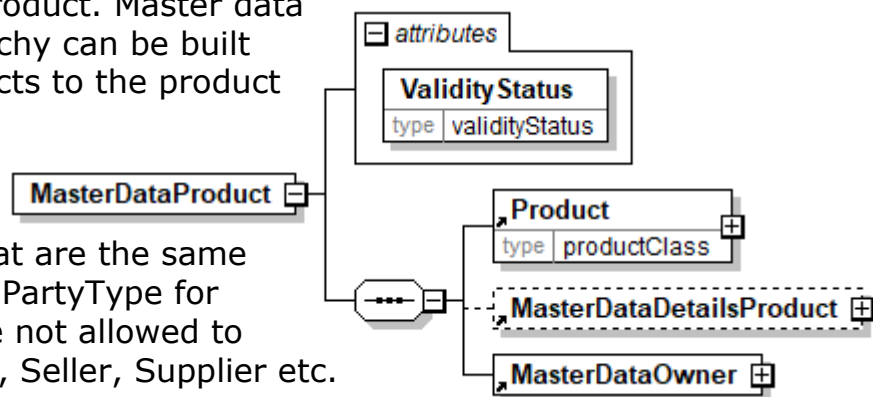 roduct. Master data
chy can be built
cts to the product
attributes
ValidityStatus
type validityStatus
MasterDataProduct
Product
type productClass
at are the same
PartyType for
e not allowed to
, Seller, Supplier etc.
MasterDataDetailsProduct
MasterDataOwner